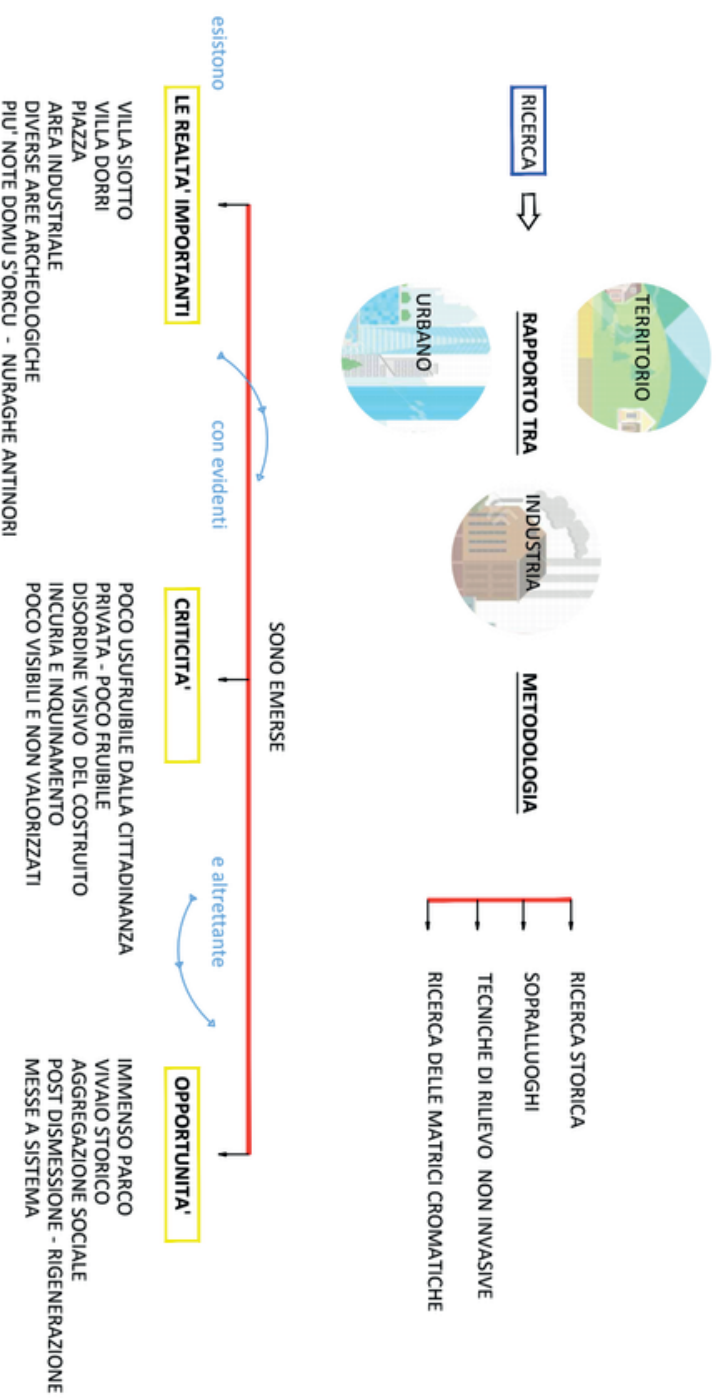 RICERCA
TERRITORIO
RAPPORTO TRA
URBANO
INDUSTRIA
METODOLOGIA
RICERCA STORICA
SOPRALLUOGHI
TECNICHE DI RILIEVO NON INVASIVE
RICERCA DELLE MATRICI CROMATICHE
SONO EMERSE
esistono
con evidenti
e altrettante
LE REALTA' IMPORTANTI
VILLA SIOTTO
VILLA DORRI
PIAZZA
AREA INDUSTRIALE
DIVERSE AREE ARCHEOLOGICHE
PIU' NOTE DOMU S'ORCU - NURAGHE ANTINORI
CRITICITA'
POCO USUFRUIBILE DALLA CITTADINANZA
PRIVATA - POCO FRUIBILE
DISORDINE VISIVO DEL COSTRUITO
INCURIA E INQUINAMENTO
POCO VISIBILI E NON VALORIZZATI
OPPORTUNITA'
IMMENSO PARCO
VIVAIO STORICO
AGGREGAZIONE SOCIALE
POST DISMESSIONE - RIGENERAZIONE
MESSE A SISTEMA